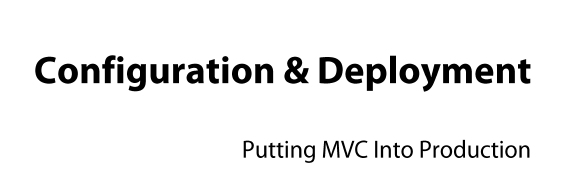 Configuration & Deployment
Putting MVC Into Production